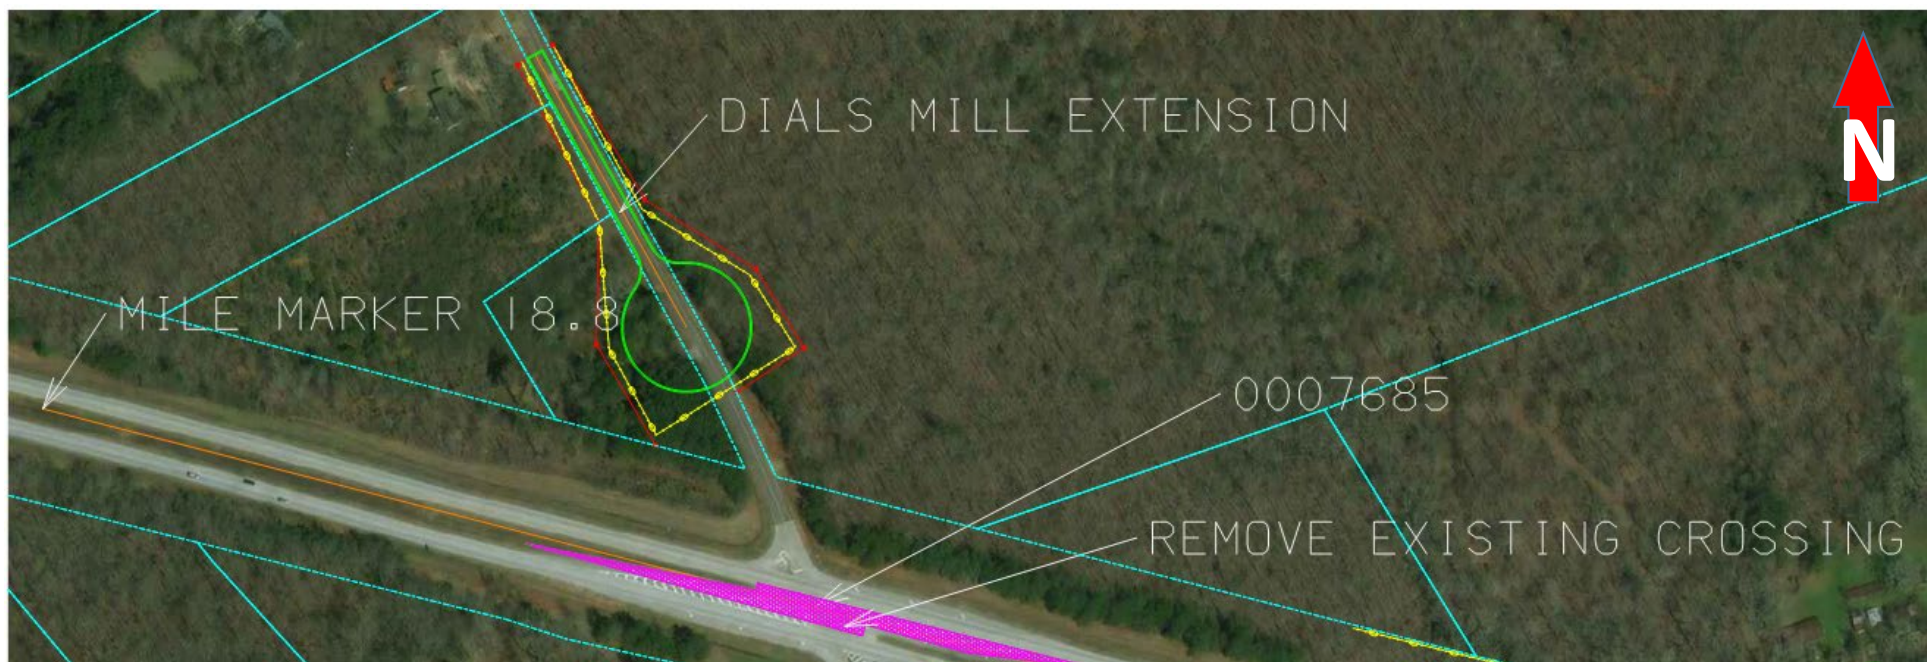 N
DIALS MILL EXTENSION
MILE MARKER 18.8
0007685
REMOVE EXISTING CROSSING